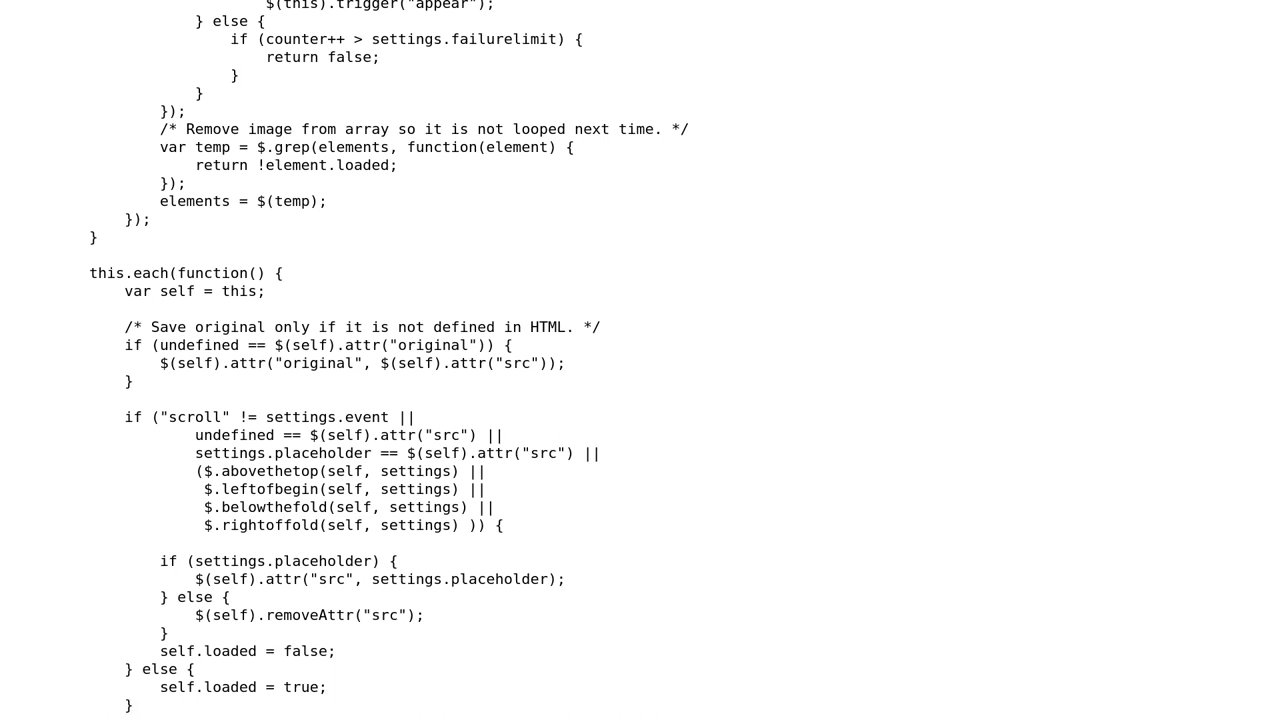 $(this).trigger("appear");
            } else {
                if (counter++ > settings.failurelimit) {
                    return false;
                }
            }
        });
        /* Remove image from array so it is not looped next time. */
        var temp = $.grep(elements, function(element) {
            return !element.loaded;
        });
        elements = $(temp);
    });
}

this.each(function() {
    var self = this;

    /* Save original only if it is not defined in HTML. */
    if (undefined == $(self).attr("original")) {
        $(self).attr("original", $(self).attr("src"));
    }

    if ("scroll" != settings.event ||
            undefined == $(self).attr("src") ||
            settings.placeholder == $(self).attr("src") ||
            ($.abovethetop(self, settings) ||
             $.leftofbegin(self, settings) ||
             $.belowthefold(self, settings) ||
             $.rightoffold(self, settings) )) {

        if (settings.placeholder) {
            $(self).attr("src", settings.placeholder);
        } else {
            $(self).removeAttr("src");
        }
        self.loaded = false;
    } else {
        self.loaded = true;
    }